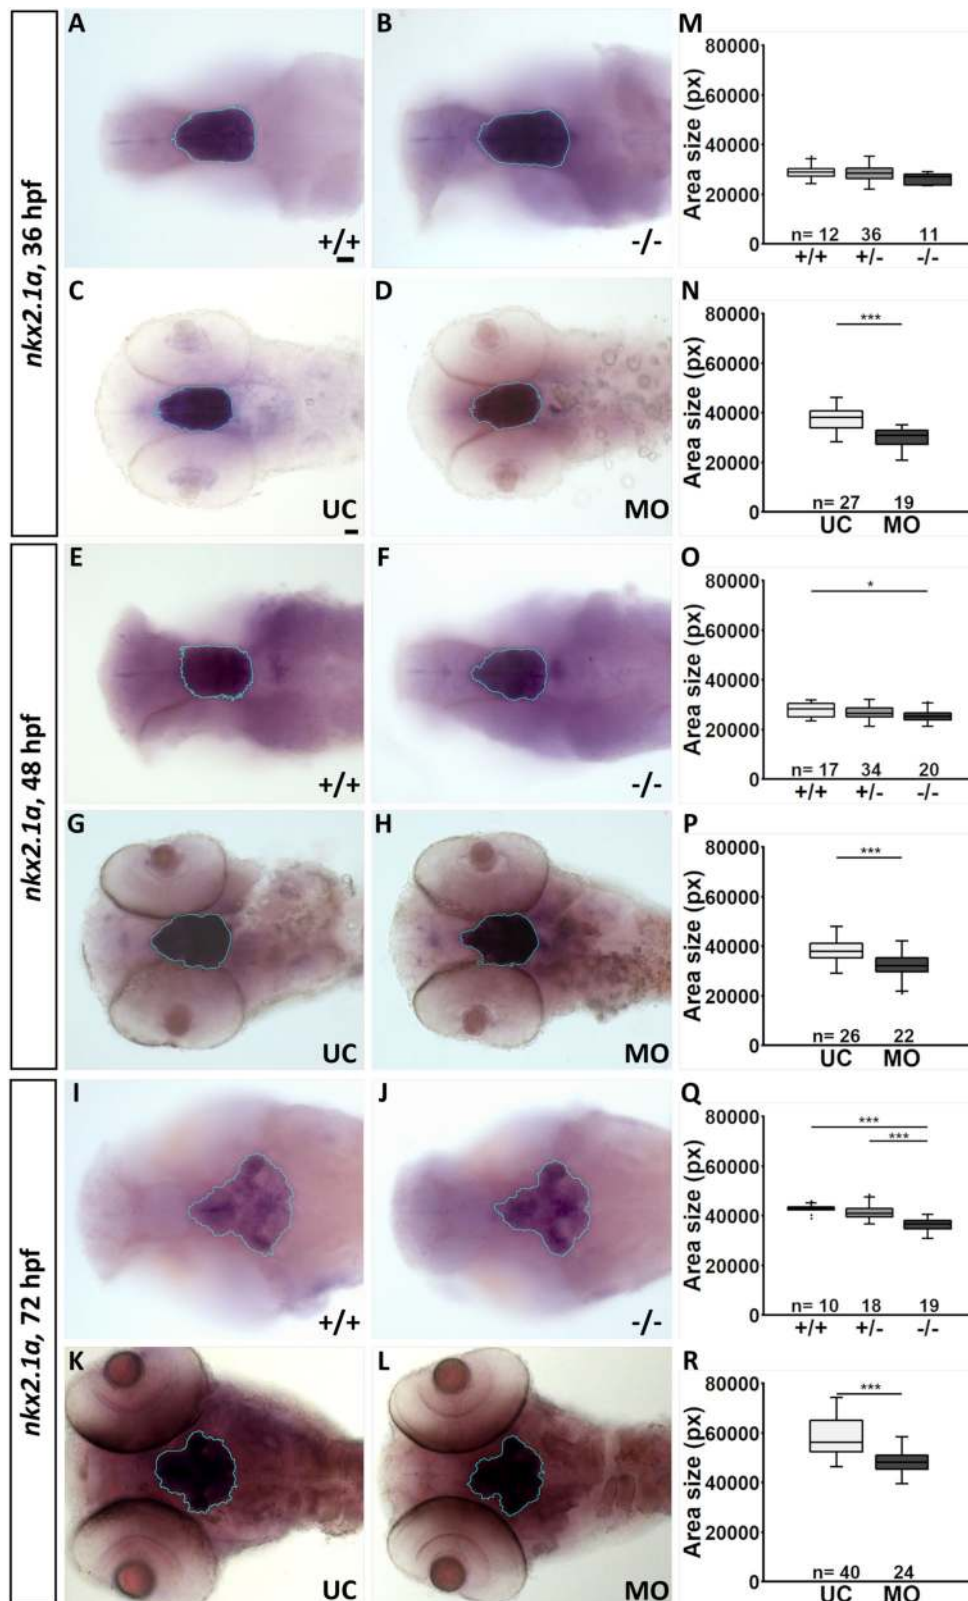 nkx2.1a, 36 hpf
A
+/+
B
-/-
M
Area size (px)
80000
60000
40000
20000
0
n= 12 36 11
+/+ +/- -/-
C
UC
D
MO
N
***
Area size (px)
80000
60000
40000
20000
0
n= 27 19
UC MO
nkx2.1a, 48 hpf
E
+/+
F
-/-
O
*
Area size (px)
80000
60000
40000
20000
0
n= 17 34 20
+/+ +/- -/-
G
UC
H
MO
P
***
Area size (px)
80000
60000
40000
20000
0
n= 26 22
UC MO
nkx2.1a, 72 hpf
I
+/+
J
-/-
Q
***
***
Area size (px)
80000
60000
40000
20000
0
n= 10 18 19
+/+ +/- -/-
K
UC
L
MO
R
***
Area size (px)
80000
60000
40000
20000
0
n= 40 24
UC MO